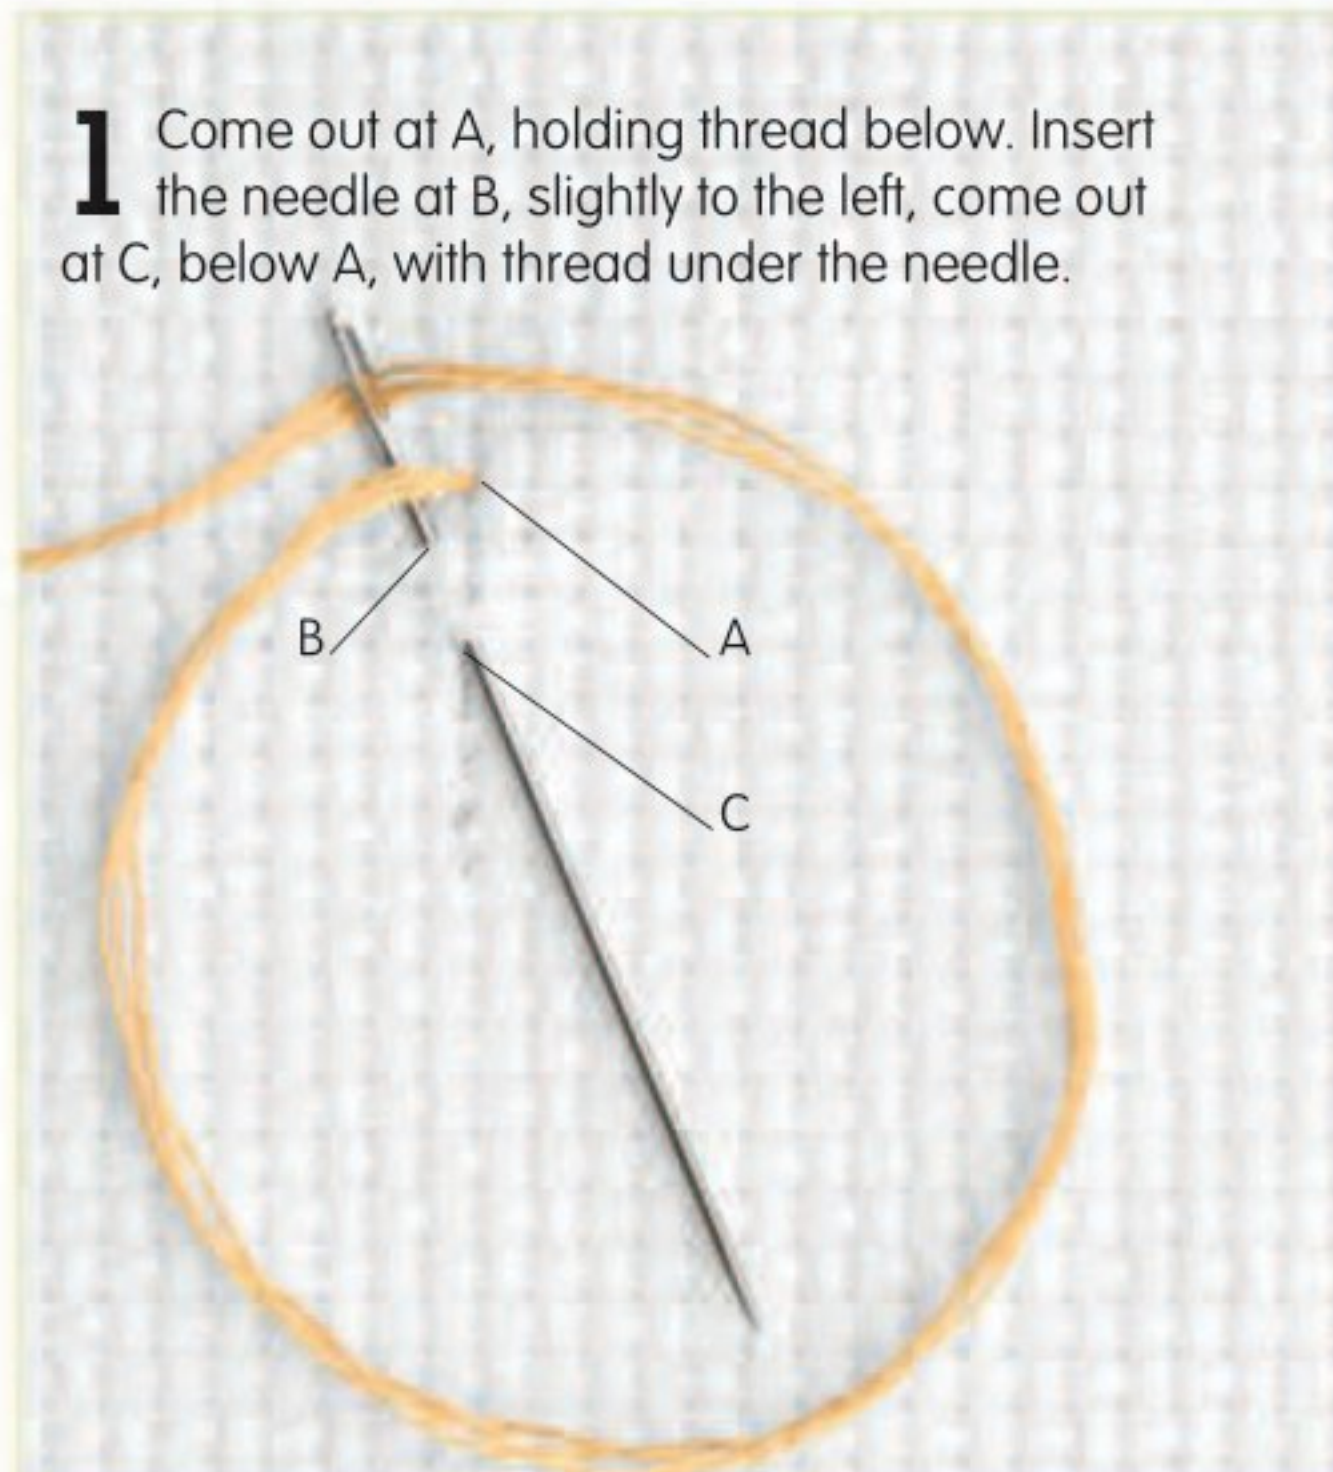 1 Come out at A, holding thread below. Insert
the needle at B, slightly to the left, come out
at C, below A, with thread under the needle.
B
A
C